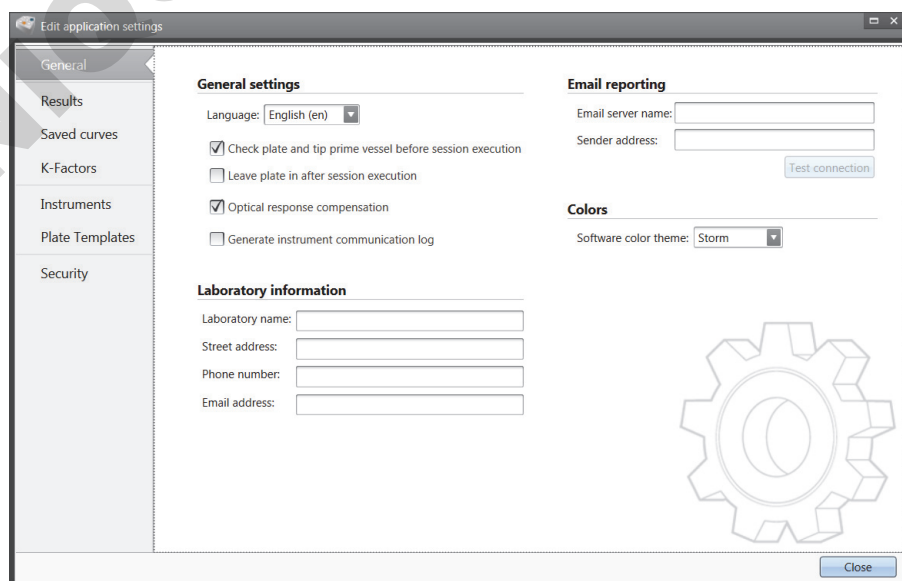 Edit application settings
General
Results
Saved curves
K-Factors
Instruments
Plate Templates
Security
General settings
Language: English (en)
Check plate and tip prime vessel before session execution
Leave plate in after session execution
Optical response compensation
Generate instrument communication log
Laboratory information
Laboratory name:
Street address:
Phone number:
Email address:
Email reporting
Email server name:
Sender address:
Test connection
Colors
Software color theme: Storm
Close